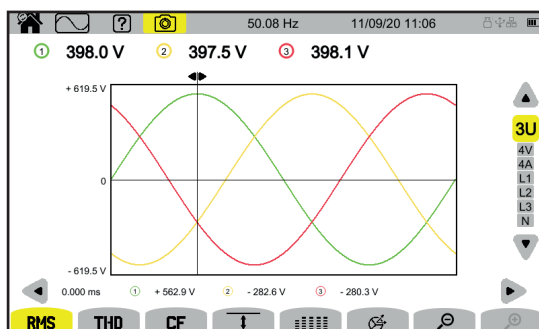 ? 50.08 Hz 11/09/20 11:06
1 398.0 V 2 397.5 V 3 398.1 V
+ 619.5 V
0
- 619.5 V
3U
4V
4A
L1
L2
L3
N
0.000 ms 1 + 562.9 V 2 - 282.6 V 3 - 280.3 V
RMS THD CF